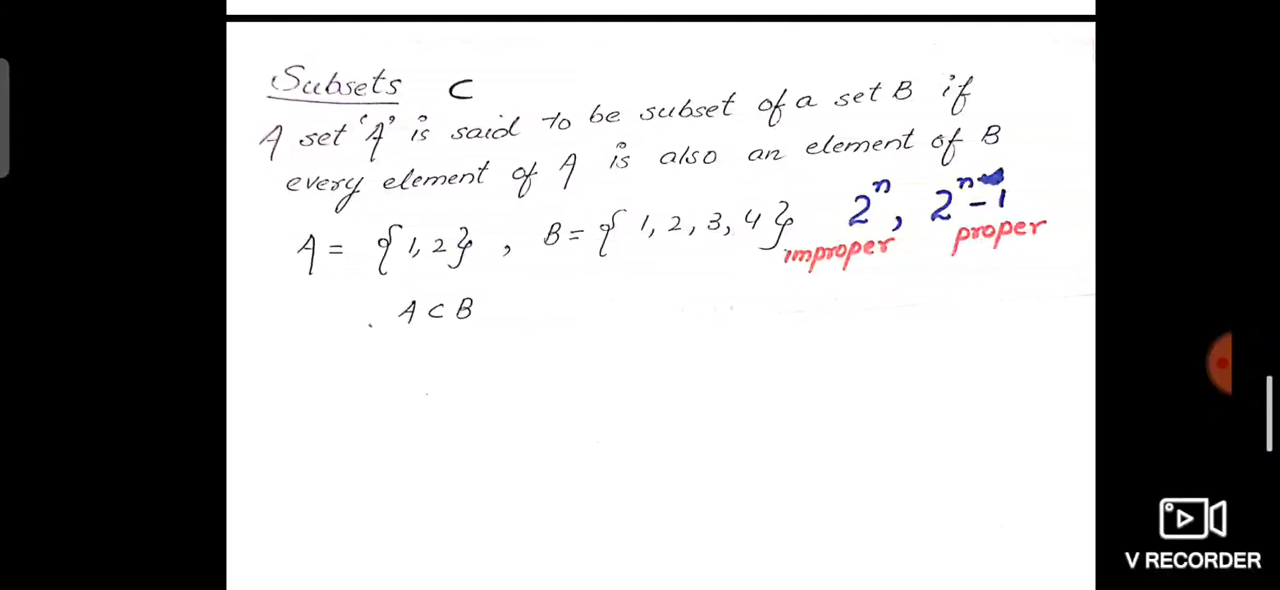 Subsets ⊂
A set 'A' is said to be subset of a set B if
every element of A is also an element of B
A = {1, 2}, B = {1, 2, 3, 4} 2ⁿ, 2ⁿ-1
improper proper
A ⊂ B
V RECORDER